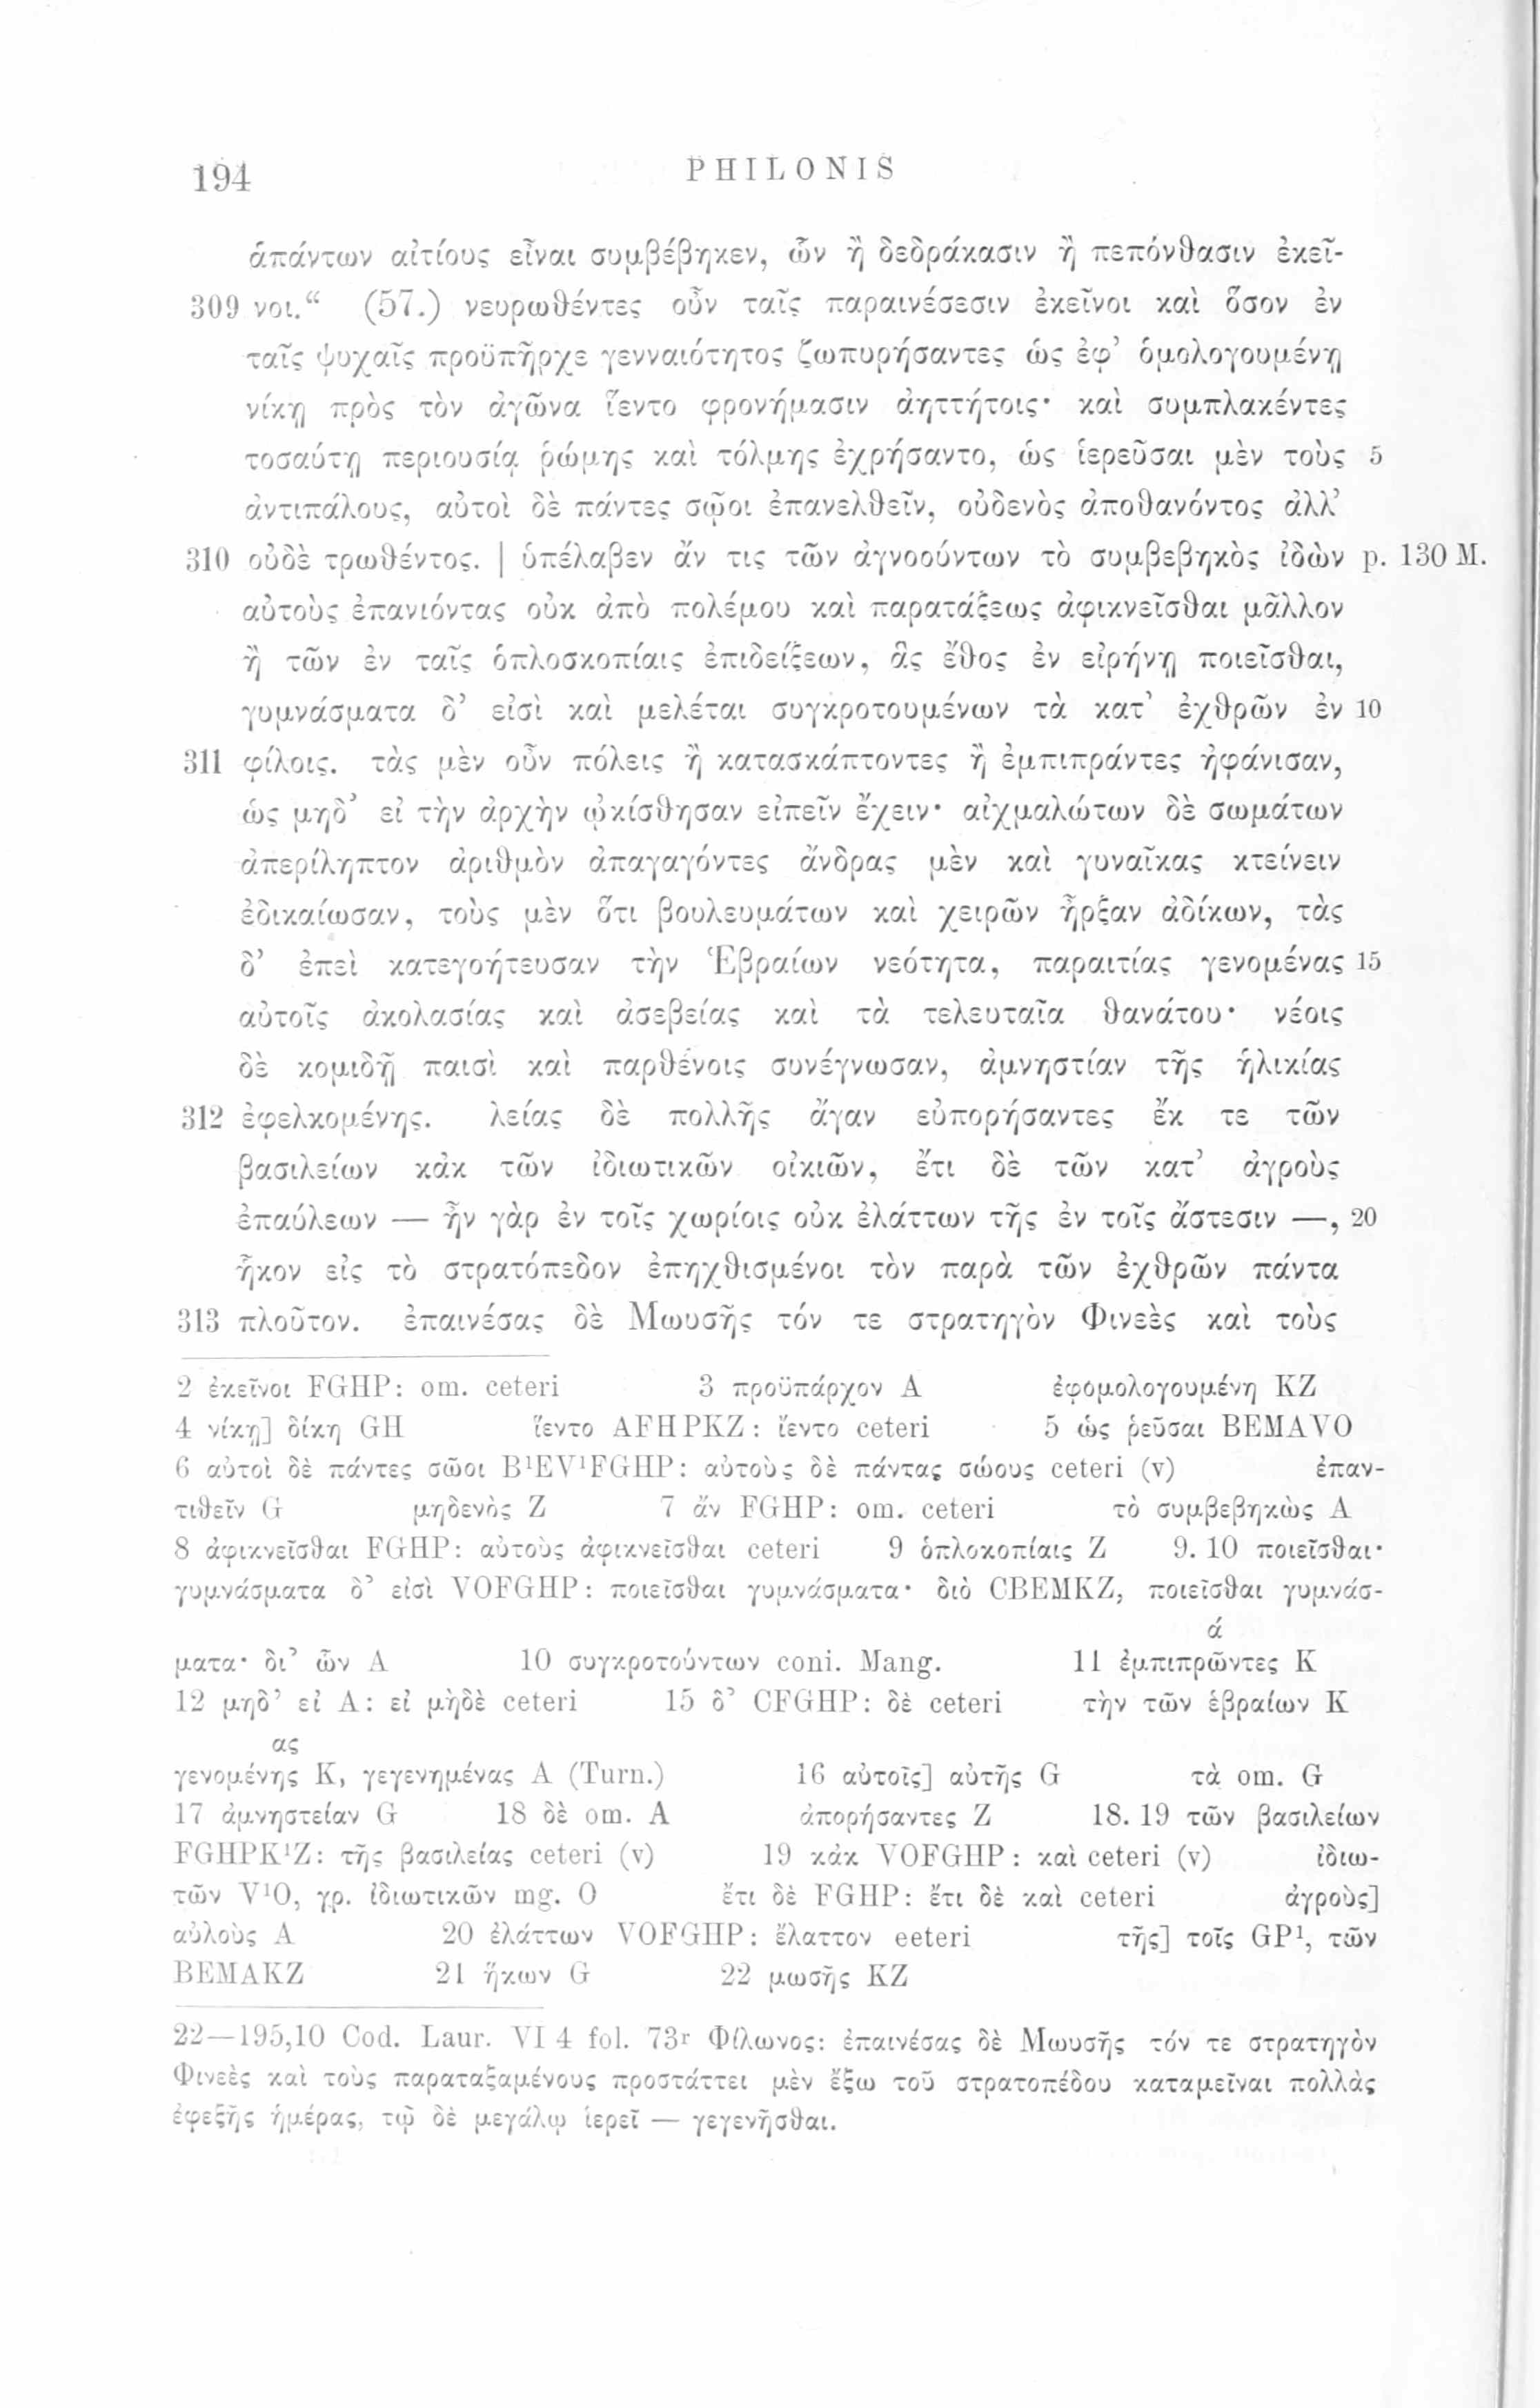 194 PHILONIS
ἁπάντων αἰτίους εἶναι συμβέβηκεν, ὧν ἢ δεδράκασιν ἢ πεπόνθασιν ἐκεῖ-
309 νοι.“ (57.) νευρωθέντες οὖν ταῖς παραινέσεσιν ἐκεῖνοι καὶ ὅσον ἐν
ταῖς ψυχαῖς προϋπῆρχε γενναιότητος ζωπυρήσαντες ὡς ἐφ’ ὁμολογουμένῃ
νίκῃ πρὸς τὸν ἀγῶνα ἵεντο φρονήμασιν ἀηττήτοις· καὶ συμπλακέντες
τοσαύτῃ περιουσίᾳ ῥώμης καὶ τόλμης ἐχρήσαντο, ὡς ἱερεῦσαι μὲν τοὺς 5
ἀντιπάλους, αὐτοὶ δὲ πάντες σῷοι ἐπανελθεῖν, οὐδενὸς ἀποθανόντος ἀλλ’
310 οὐδὲ τρωθέντος. | ὑπέλαβεν ἄν τις τῶν ἀγνοούντων τὸ συμβεβηκὸς ἰδὼν p. 130 M.
αὐτοὺς ἐπανιόντας οὐκ ἀπὸ πολέμου καὶ παρατάξεως ἀφικνεῖσθαι μᾶλλον
ἢ τῶν ἐν ταῖς ὁπλοσκοπίαις ἐπιδείξεων, ἃς ἔθος ἐν εἰρήνῃ ποιεῖσθαι,
γυμνάσματα δ’ εἰσὶ καὶ μελέται συγκροτουμένων τὰ κατ’ ἐχθρῶν ἐν 10
311 φίλοις. τὰς μὲν οὖν πόλεις ἢ κατασκάπτοντες ἢ ἐμπιπράντες ἠφάνισαν,
ὡς μηδ’ εἰ τὴν ἀρχὴν ᾠκίσθησαν εἰπεῖν ἔχειν· αἰχμαλώτων δὲ σωμάτων
ἀπερίληπτον ἀριθμὸν ἀπαγαγόντες ἄνδρας μὲν καὶ γυναῖκας κτείνειν
ἐδικαίωσαν, τοὺς μὲν ὅτι βουλευμάτων καὶ χειρῶν ἦρξαν ἀδίκων, τὰς
δ’ ἐπεὶ κατεγοήτευσαν τὴν Ἑβραίων νεότητα, παραιτίας γενομένας 15
αὐτοῖς ἀκολασίας καὶ ἀσεβείας καὶ τὰ τελευταῖα θανάτου· νέοις
δὲ κομιδῇ παισὶ καὶ παρθένοις συνέγνωσαν, ἀμνηστίαν τῆς ἡλικίας
312 ἐφελκομένης. λείας δὲ πολλῆς ἄγαν εὐπορήσαντες ἔκ τε τῶν
βασιλείων κἀκ τῶν ἰδιωτικῶν οἰκιῶν, ἔτι δὲ τῶν κατ’ ἀγροὺς
ἐπαύλεων — ἦν γὰρ ἐν τοῖς χωρίοις οὐκ ἐλάττων τῆς ἐν τοῖς ἄστεσιν —, 20
ἧκον εἰς τὸ στρατόπεδον ἐπηχθισμένοι τὸν παρὰ τῶν ἐχθρῶν πάντα
313 πλοῦτον. ἐπαινέσας δὲ Μωυσῆς τόν τε στρατηγὸν Φινεὲς καὶ τοὺς
2 ἐκεῖνοι FGHP: om. ceteri 3 προϋπάρχον A ἐφομολογουμένη KZ
4 νίκῃ] δίκη GH ἵεντο AFHPKZ: ἴεντο ceteri 5 ὡς ῥεῦσαι BEMAVO
6 αὐτοὶ δὲ πάντες σῶοι B¹EV¹FGHP: αὐτοὺς δὲ πάντας σώους ceteri (v) ἐπαν-
τιθεῖν G μηδενὸς Z 7 ἄν FGHP: om. ceteri τὸ συμβεβηκὼς A
8 ἀφικνεῖσθαι FGHP: αὐτοὺς ἀφικνεῖσθαι ceteri 9 ὁπλοκοπίαις Z 9. 10 ποιεῖσθαι·
γυμνάσματα δ’ εἰσὶ VOFGHP: ποιεῖσθαι γυμνάσματα· διὸ CBEMKZ, ποιεῖσθαι γυμνάσ-
ά
ματα· δι’ ὧν A 10 συγκροτούντων coni. Mang. 11 ἐμπιπρῶντες K
12 μηδ’ εἰ A: εἰ μὴδὲ ceteri 15 δ’ CFGHP: δὲ ceteri τὴν τῶν ἑβραίων K
ας
γενομένης K, γεγενημένας A (Turn.) 16 αὐτοῖς] αὐτῆς G τὰ om. G
17 ἀμνηστείαν G 18 δὲ om. A ἀπορήσαντες Z 18. 19 τῶν βασιλείων
FGHPK¹Z: τῆς βασιλείας ceteri (v) 19 κἀκ VOFGHP: καὶ ceteri (v) ἰδιω-
τῶν V¹O, γρ. ἰδιωτικῶν mg. O ἔτι δὲ FGHP: ἔτι δὲ καὶ ceteri ἀγροὺς]
αὐλοὺς A 20 ἐλάττων VOFGHP: ἔλαττον eeteri τῆς] τοῖς GP¹, τῶν
BEMAKZ 21 ἥκων G 22 μωσῆς KZ
22—195,10 Cod. Laur. VI 4 fol. 73ʳ Φίλωνος: ἐπαινέσας δὲ Μωυσῆς τόν τε στρατηγὸν
Φινεὲς καὶ τοὺς παραταξαμένους προστάττει μὲν ἔξω τοῦ στρατοπέδου καταμεῖναι πολλὰς
ἐφεξῆς ἡμέρας, τῷ δὲ μεγάλῳ ἱερεῖ — γεγενῆσθαι.